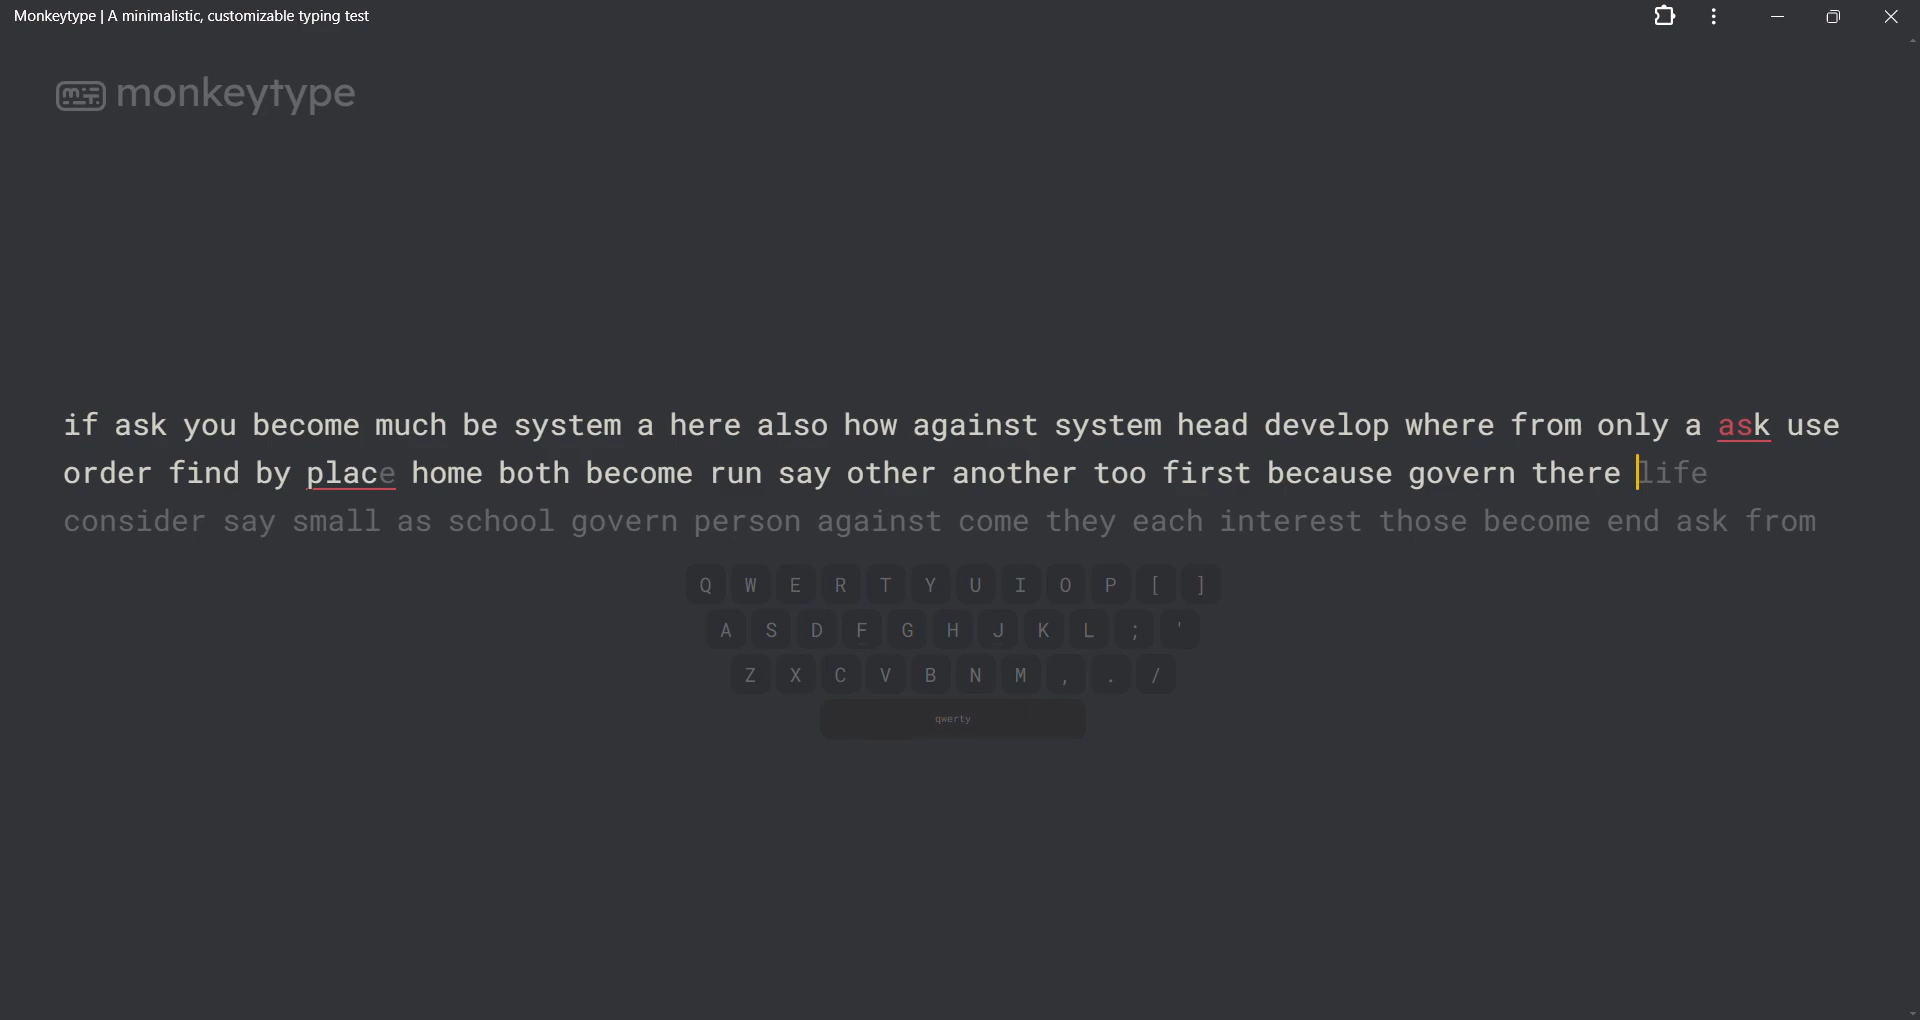 Monkeytype | A minimalistic, customizable typing test
monkeytype
if ask you become much be system a here also how against system head develop where from only a ask use
order find by place home both become run say other another too first because govern there life
consider say small as school govern person against come they each interest those become end ask from
Q W E R T Y U I O P [ ]
A S D F G H J K L ; '
Z X C V B N M , . /
qwerty